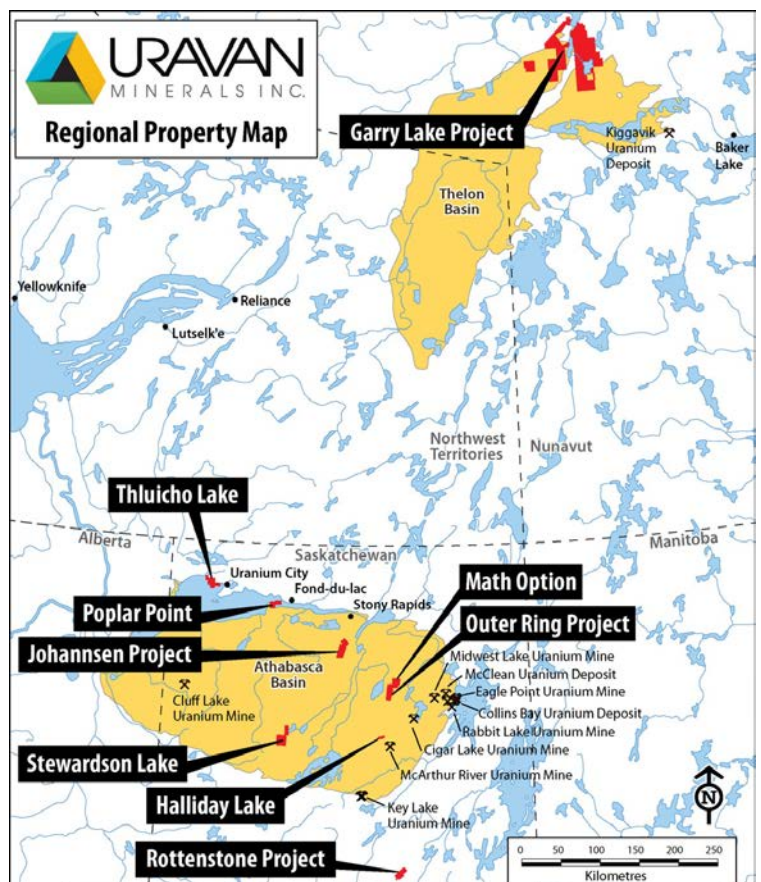 URAVAN
MINERALS INC.
Regional Property Map
Garry Lake Project
Kiggavik
Uranium
Deposit
Baker
Lake
Thelon
Basin
Yellowknife
Reliance
Lutselk'e
Northwest
Territories
Nunavut
Thluicho Lake
Alberta
Saskatchewan
Manitoba
Uranium City
Fond-du-lac
Math Option
Poplar Point
Stony Rapids
Outer Ring Project
Johannsen Project
Midwest Lake Uranium Mine
Athabasca
Basin
McClean Uranium Deposit
Eagle Point Uranium Mine
Cluff Lake
Uranium Mine
Collins Bay Uranium Deposit
Rabbit Lake Uranium Mine
Stewardson Lake
Cigar Lake Uranium Mine
McArthur River Uranium Mine
Halliday Lake
Key Lake
Uranium Mine
N
Rottenstone Project
0 50 100 150 200 250
Kilometres